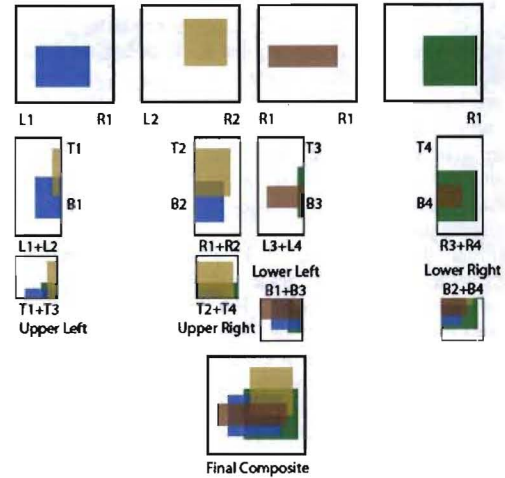 L1 R1 L2 R2 R1 R1 R1
T1 T2 T3 T4
B1 B2 B3 B4
L1+L2 R1+R2 L3+L4 R3+R4
Lower Left Lower Right
T1+T3 T2+T4 B1+B3 B2+B4
Upper Left Upper Right
Final Composite